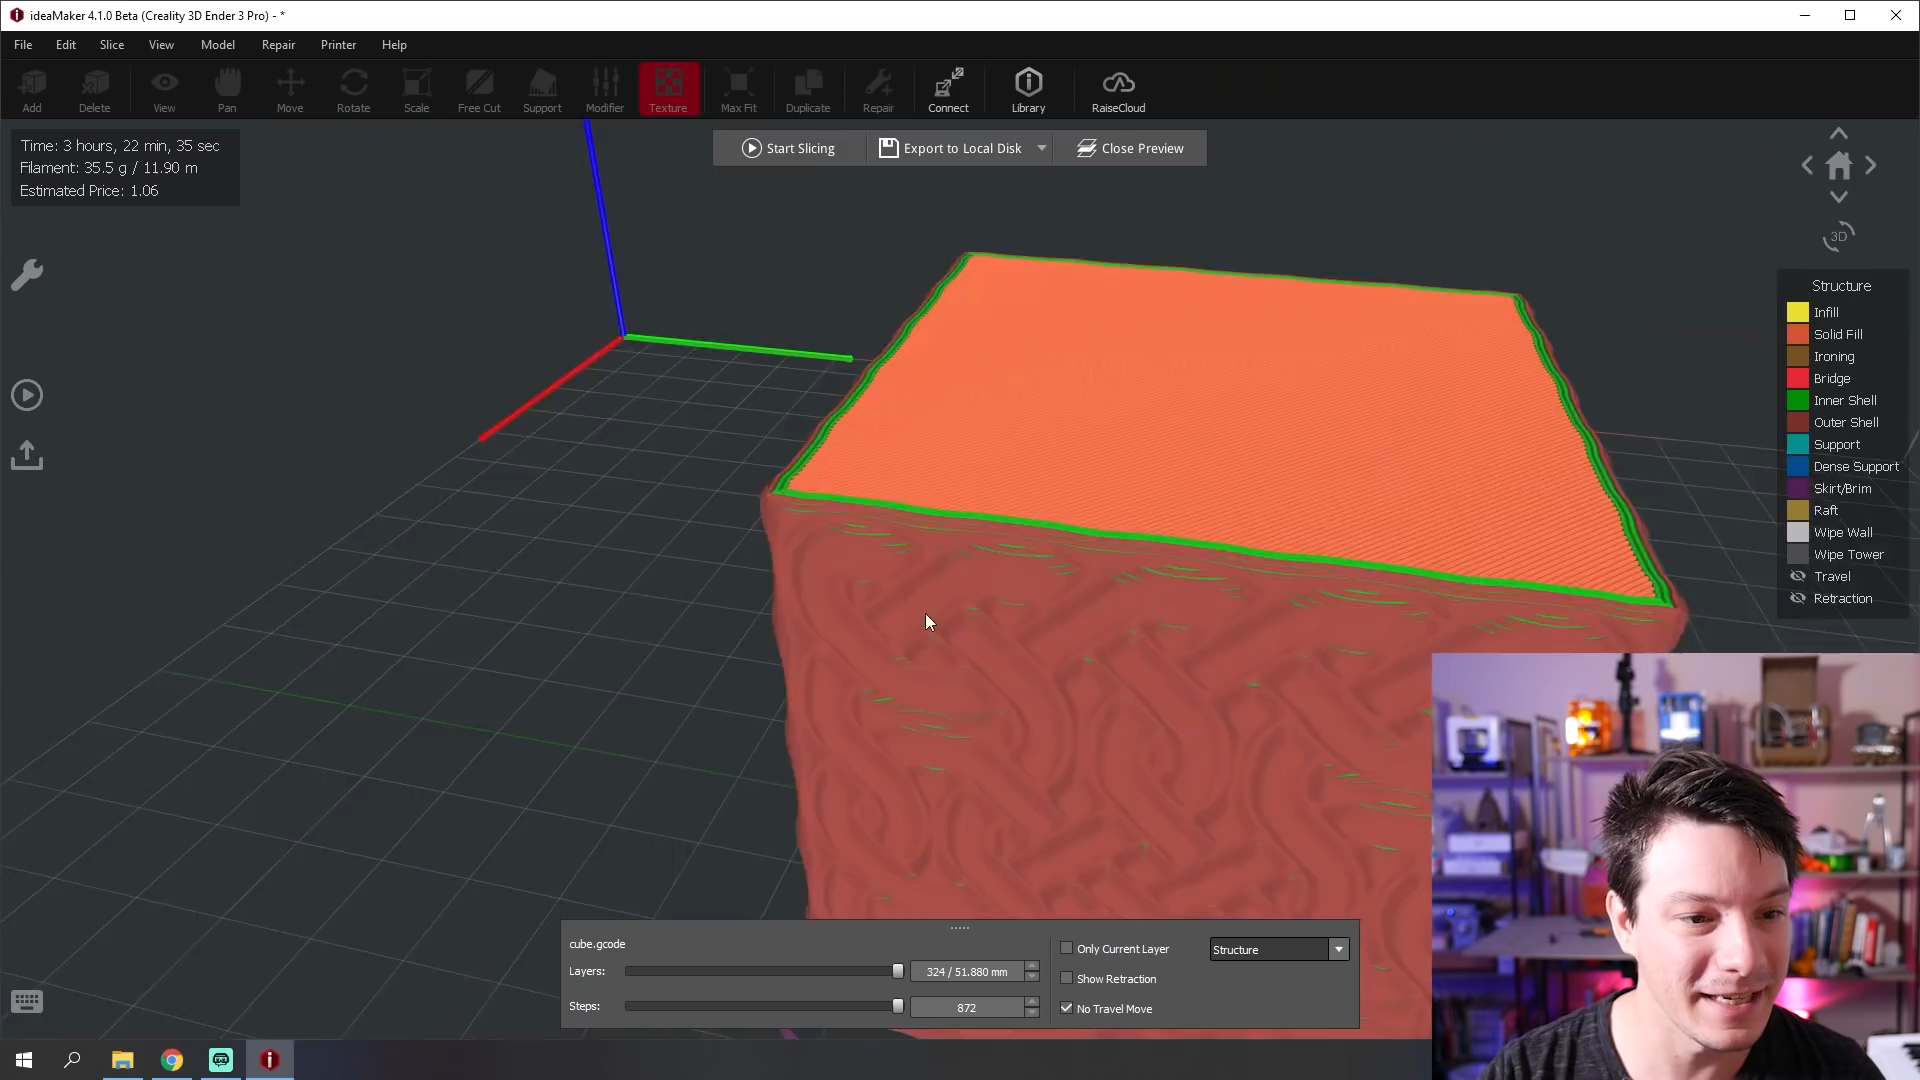 ideaMaker 4.1.0 Beta (Creality 3D Ender 3 Pro) - *
File Edit Slice View Model Repair Printer Help
Add Delete View Pan Move Rotate Scale Free Cut Support Modifier Texture Max Fit Duplicate Repair Connect Library RaiseCloud
Time: 3 hours, 22 min, 35 sec
Filament: 35.5 g / 11.90 m
Estimated Price: 1.06
Start Slicing Export to Local Disk Close Preview
3D
Structure
Infill
Solid Fill
Ironing
Bridge
Inner Shell
Outer Shell
Support
Dense Support
Skirt/Brim
Raft
Wipe Wall
Wipe Tower
Travel
Retraction
cube.gcode
Layers: 324 / 51.880 mm
Steps: 872
Only Current Layer
Show Retraction
No Travel Move
Structure